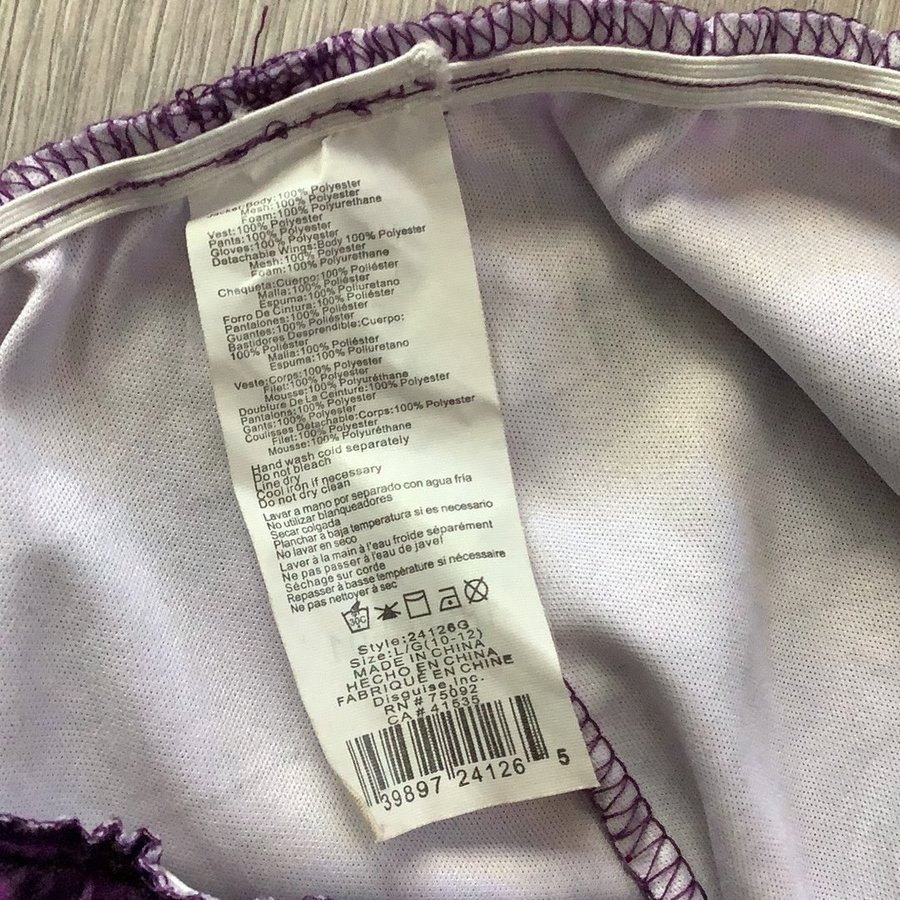 Jacket:Body:100% Polyester
Mesh:100% Polyester
Foam:100% Polyurethane
Vest:100% Polyester
Pants:100% Polyester
Gloves:100% Polyester
Detachable Wings:Body 100% Polyester
Mesh:100% Polyester
Foam:100% Polyurethane
Chaqueta:Cuerpo:100% Poliéster
Malla:100% Poliéster
Espuma:100% Poliuretano
Forro De Cintura:100% Poliéster
Pantalones:100% Poliéster
Guantes:100% Poliéster
Bastidores Desprendible:Cuerpo:
100% Poliéster
Malla:100% Poliéster
Espuma:100% Poliuretano
Veste:Corps:100% Polyester
Filet:100% Polyester
Mousse:100% Polyuréthane
Doublure De La Ceinture:100% Polyester
Pantalons:100% Polyester
Gants:100% Polyester
Coulisses Détachable:Corps:100% Polyester
Filet:100% Polyester
Mousse:100% Polyuréthane
Hand wash cold separately
Do not bleach
Line dry
Cool iron if necessary
Do not dry clean
Lavar a mano por separado con agua fría
No utilizar blanqueadores
Secar colgada
Planchar a baja temperatura si es necesario
No lavar en seco
Laver à la main à l'eau froide séparément
Ne pas passer à l'eau de javel
Séchage sur corde
Repasser à basse température si nécessaire
Ne pas nettoyer à sec
30C
Style:24126G
Size:L/G(10-12)
MADE IN CHINA
HECHO EN CHINA
FABRIQUÉ EN CHINE
Disguise,Inc.
RN # 75092
CA # 41535
39897 24126 5